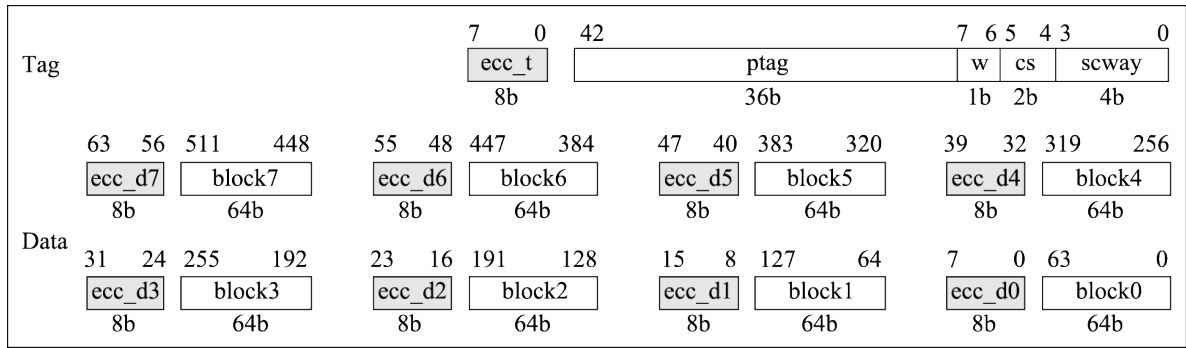 7 0 42 7 6 5 4 3 0
Tag ecc_t ptag w cs scway
8b 36b 1b 2b 4b
63 56 511 448 55 48 447 384 47 40 383 320 39 32 319 256
ecc_d7 block7 ecc_d6 block6 ecc_d5 block5 ecc_d4 block4
8b 64b 8b 64b 8b 64b 8b 64b
Data
31 24 255 192 23 16 191 128 15 8 127 64 7 0 63 0
ecc_d3 block3 ecc_d2 block2 ecc_d1 block1 ecc_d0 block0
8b 64b 8b 64b 8b 64b 8b 64b